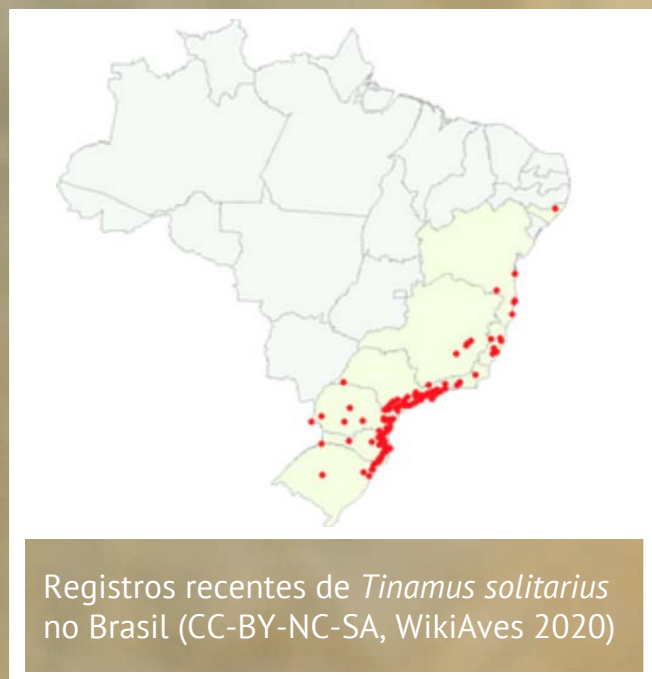 Registros recentes de Tinamus solitarius
no Brasil (CC-BY-NC-SA, WikiAves 2020)